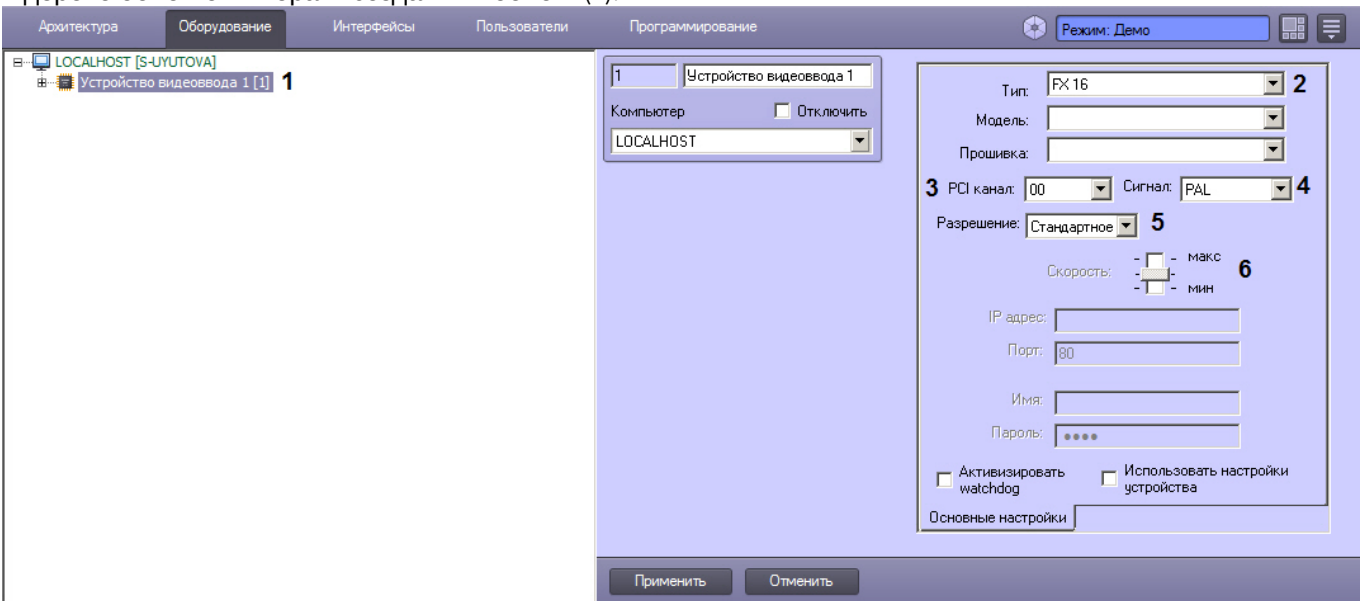 Архитектура Оборудование Интерфейсы Пользователи Программирование Режим: Демо
LOCALHOST [S-UYUTOVA]
Устройство видеоввода 1 [1] 1
1 Устройство видеоввода 1
Компьютер Отключить
LOCALHOST
Тип: FX 16 2
Модель:
Прошивка:
3 PCI канал: 00 Сигнал: PAL 4
Разрешение: Стандартное 5
макс
Скорость: 6
мин
IP адрес:
Порт: 80
Имя:
Пароль: ●●●●
Активизировать watchdog
Использовать настройки устройства
Основные настройки
Применить Отменить